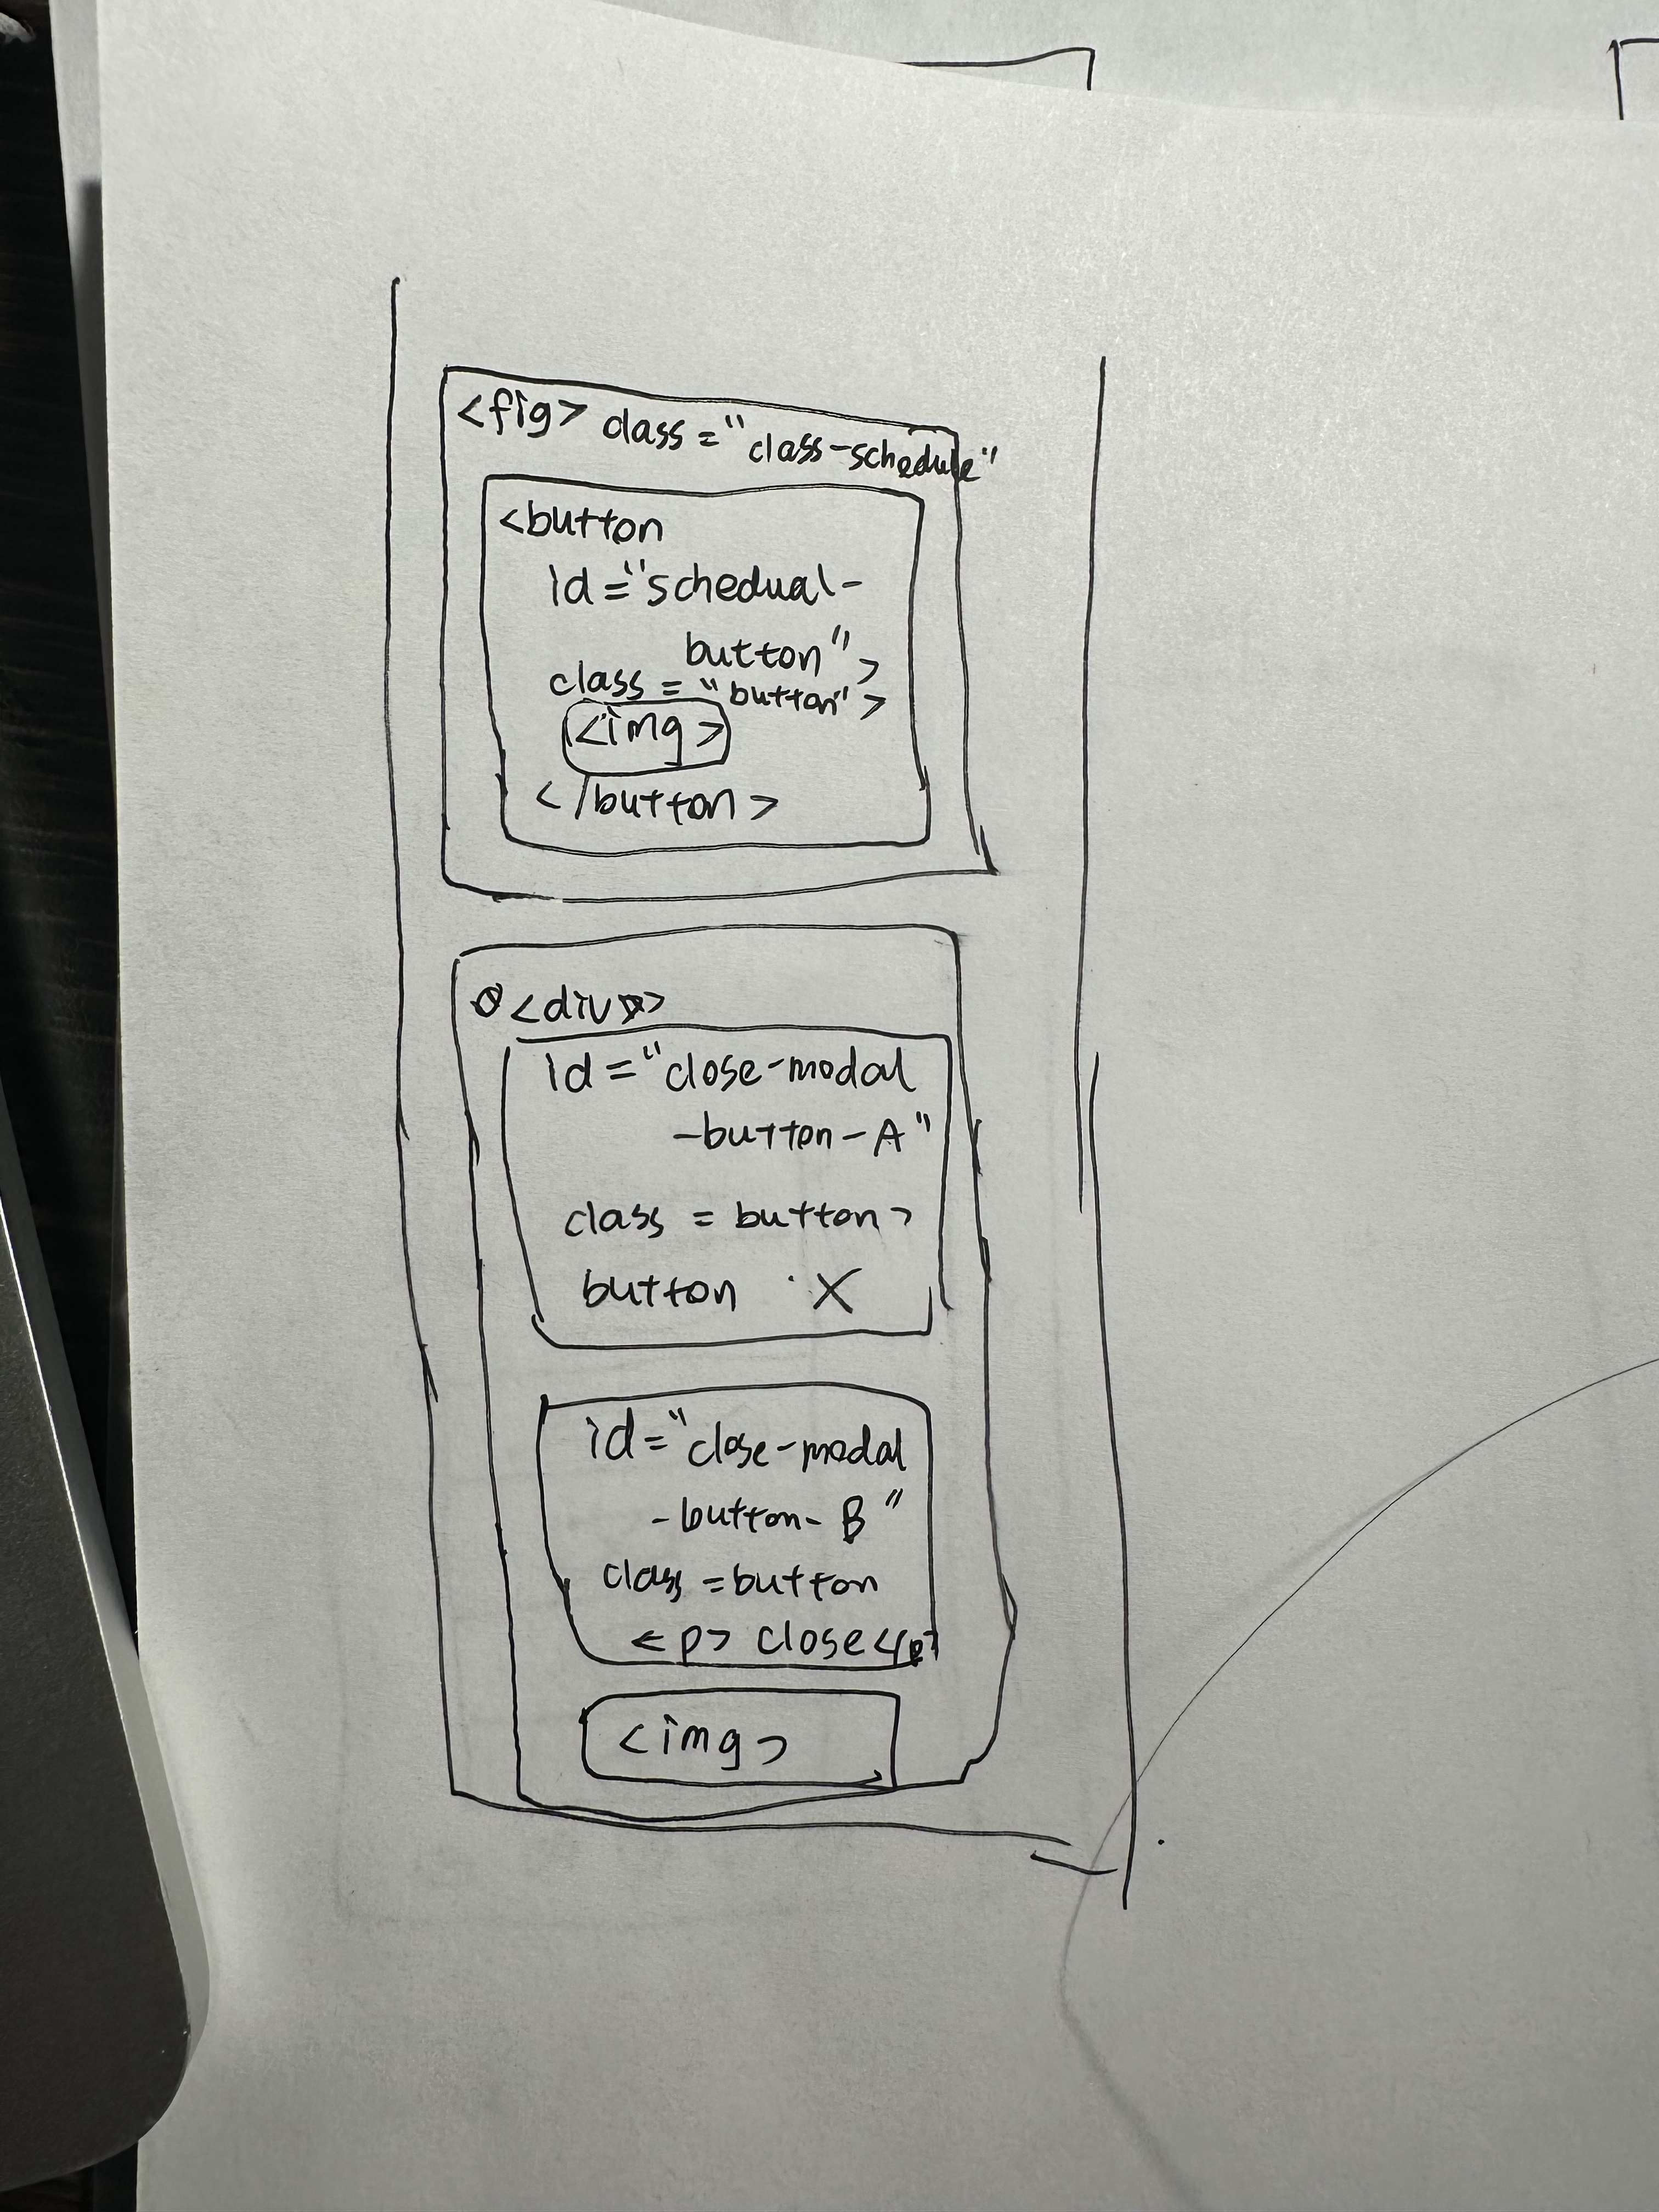 <fig> class = "class-schedule"
<button
id="schedual-
button">
class = "button">
<img>
</button>
<div>
id="close-modal
-button-A"
class = button>
button X
id="close-modal
-button-B"
class =button
<p> close</p>
<img>